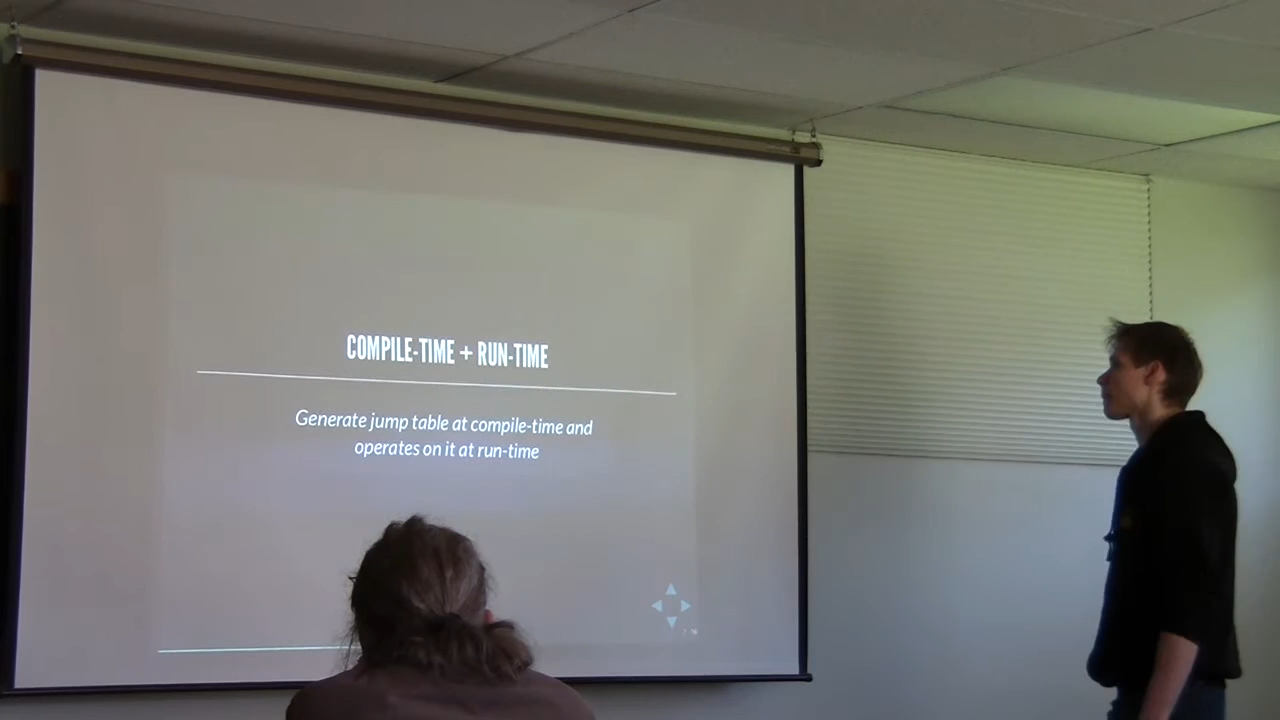 COMPILE-TIME + RUN-TIME
Generate jump table at compile-time and
operates on it at run-time